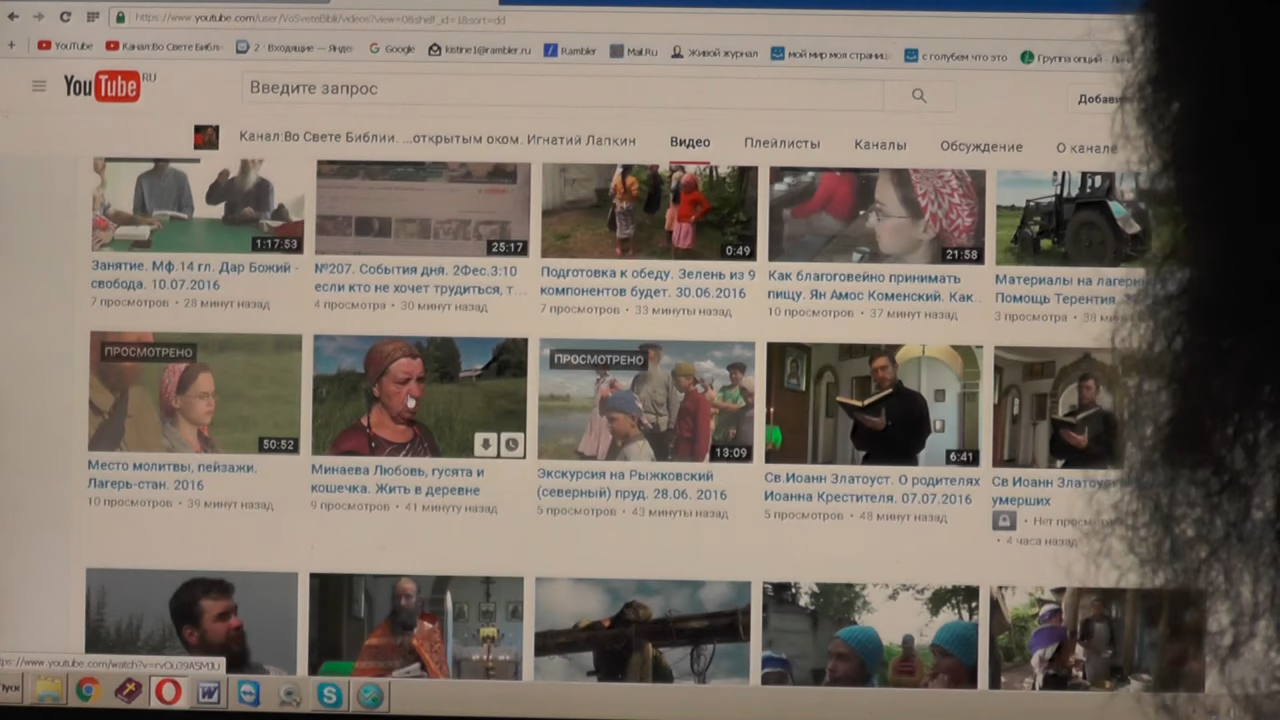 https://www.youtube.com/user/VoSveteBibli/videos?view=0&shelf_id=1&sort=dd
YouTube
Канал:Во Свете Библ
2 · Входящие — Янде
Google
kistine1@rambler.ru
Rambler
Mail.Ru
Живой журнал
мой мир моя страниц
с голубем что это
Группа опций - Ли
YouTube RU
Введите запрос
Добави
Канал:Во Свете Библии. ...открытым оком. Игнатий Лапкин
Видео
Плейлисты
Каналы
Обсуждение
О канале
1:17:53
25:17
0:49
21:58
Занятие. Мф.14 гл. Дар Божий -
свобода. 10.07.2016
7 просмотров • 28 минут назад
№207. События дня. 2Фес.3:10
если кто не хочет трудиться, т...
4 просмотра • 30 минут назад
Подготовка к обеду. Зелень из 9
компонентов будет. 30.06.2016
7 просмотров • 33 минуты назад
Как благоговейно принимать
пищу. Ян Амос Коменский. Как...
10 просмотров • 37 минут назад
Материалы на лагерн
Помощь Терентия
3 просмотра • 38 мин
ПРОСМОТРЕНО
50:52
ПРОСМОТРЕНО
13:09
6:41
Место молитвы, пейзажи.
Лагерь-стан. 2016
10 просмотров • 39 минут назад
Минаева Любовь, гусята и
кошечка. Жить в деревне
9 просмотров • 41 минуту назад
Экскурсия на Рыжковский
(северный) пруд. 28.06. 2016
5 просмотров • 43 минуты назад
Св.Иоанн Златоуст. О родителях
Иоанна Крестителя. 07.07.2016
5 просмотров • 48 минут назад
Св Иоанн Златоус
умерших
• Нет просм
• 4 часа назад
ps://www.youtube.com/watch?v=rvOu39A5M1U
Пуск